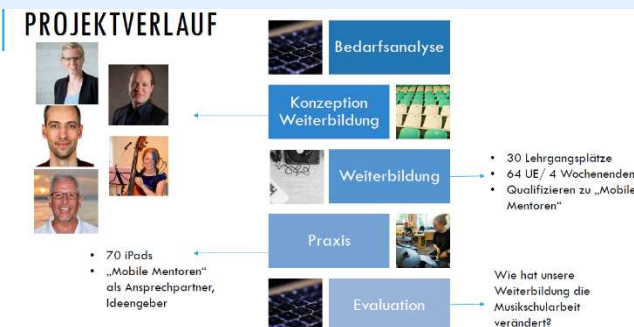 PROJEKTVERLAUF
Bedarfsanalyse
Konzeption
Weiterbildung
Weiterbildung
• 30 Lehrgangsplätze
• 64 UE/ 4 Wochenenden
• Qualifizieren zu „Mobile
Mentoren“
Praxis
• 70 iPads
• „Mobile Mentoren“
als Ansprechpartner,
Ideengeber
Evaluation
Wie hat unsere
Weiterbildung die
Musikschularbeit
verändert?